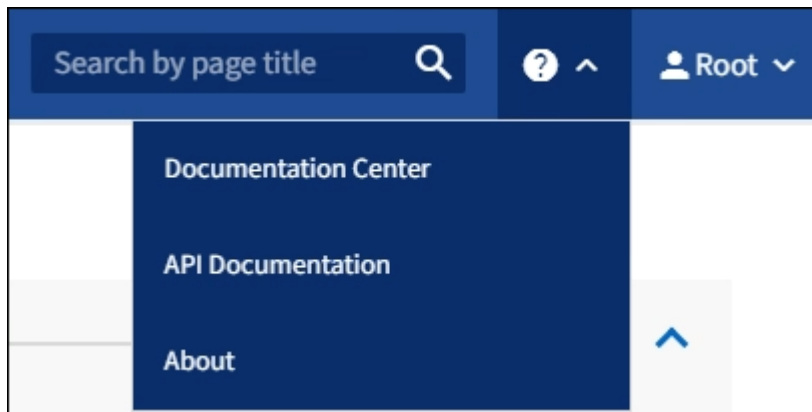 Search by page title
Root
Documentation Center
API Documentation
About